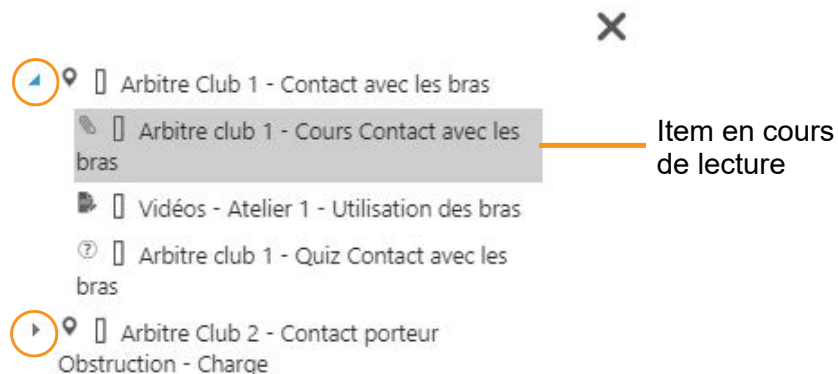 Arbitre Club 1 - Contact avec les bras
Arbitre club 1 - Cours Contact avec les
bras
Item en cours
de lecture
Vidéos - Atelier 1 - Utilisation des bras
Arbitre club 1 - Quiz Contact avec les
bras
Arbitre Club 2 - Contact porteur
Obstruction - Charge